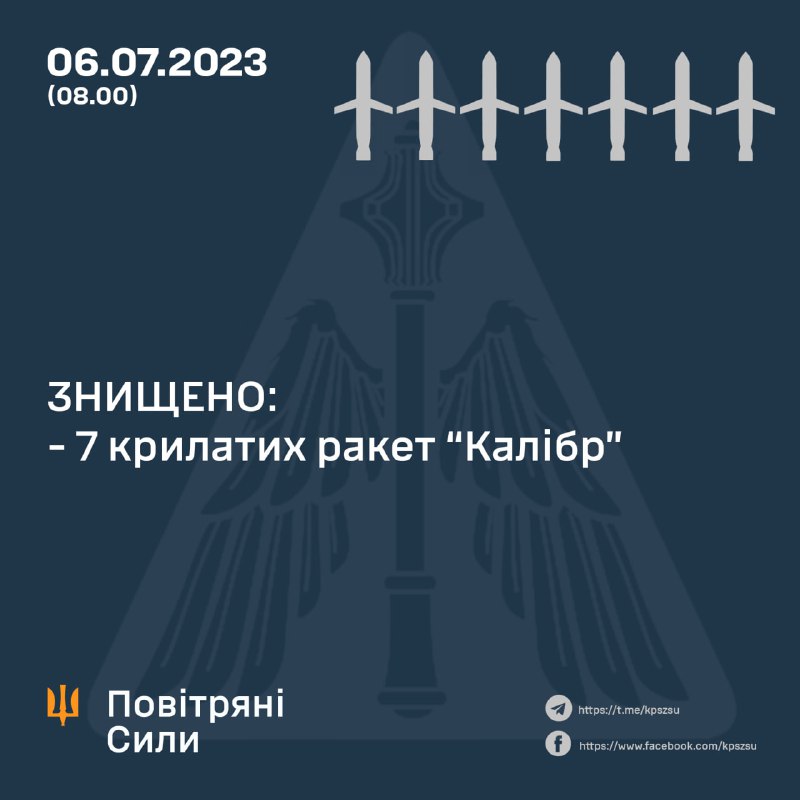 06.07.2023
(08.00)
ЗНИЩЕНО:
- 7 крилатих ракет “Калібр”
Повітряні
Сили
https://t.me/kpszsu
https://www.facebook.com/kpszsu